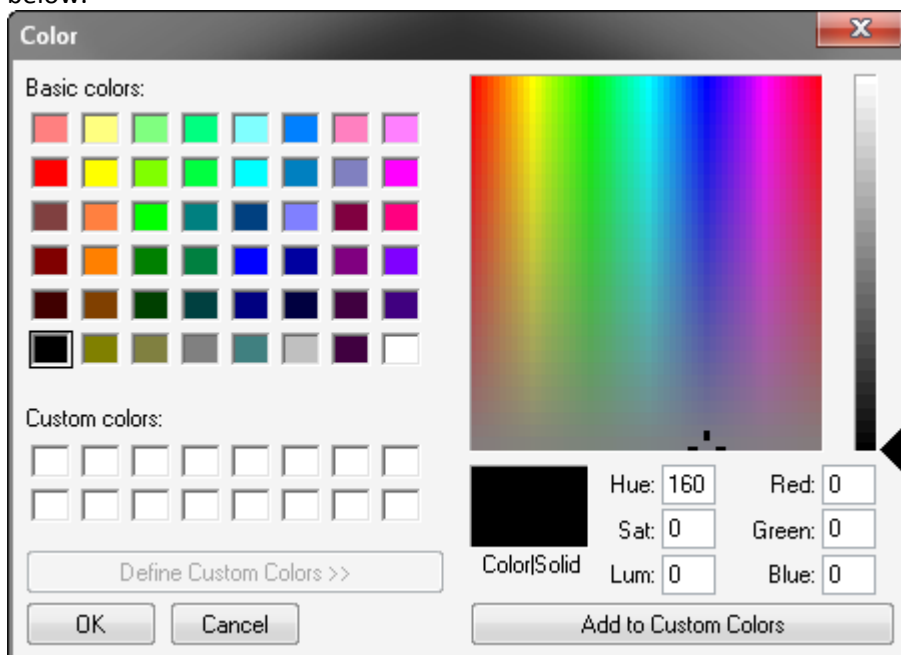 below.
Color
Basic colors:
Custom colors:
Define Custom Colors >>
OK
Cancel
Color|Solid
Hue: 160
Sat: 0
Lum: 0
Red: 0
Green: 0
Blue: 0
Add to Custom Colors